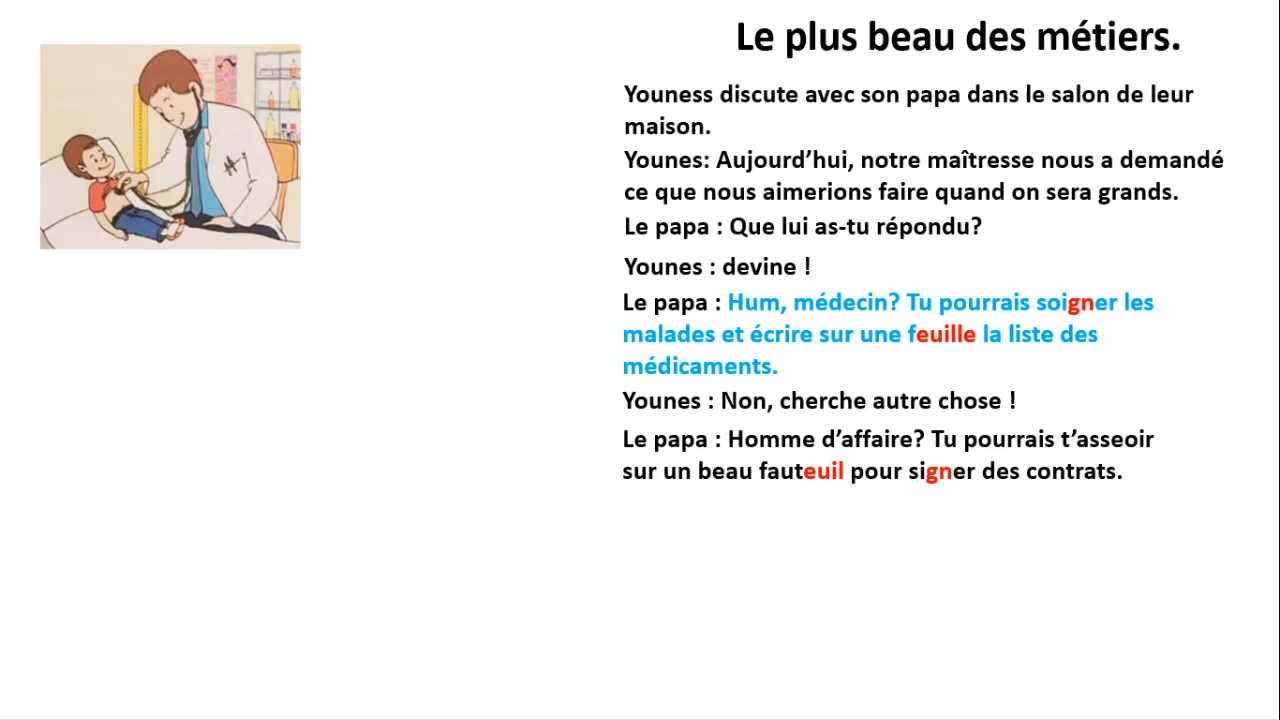 Le plus beau des métiers.
Youness discute avec son papa dans le salon de leur
maison.
Younes: Aujourd’hui, notre maîtresse nous a demandé
ce que nous aimerions faire quand on sera grands.
Le papa : Que lui as-tu répondu?
Younes : devine !
Le papa : Hum, médecin? Tu pourrais soigner les
malades et écrire sur une feuille la liste des
médicaments.
Younes : Non, cherche autre chose !
Le papa : Homme d’affaire? Tu pourrais t’asseoir
sur un beau fauteuil pour signer des contrats.